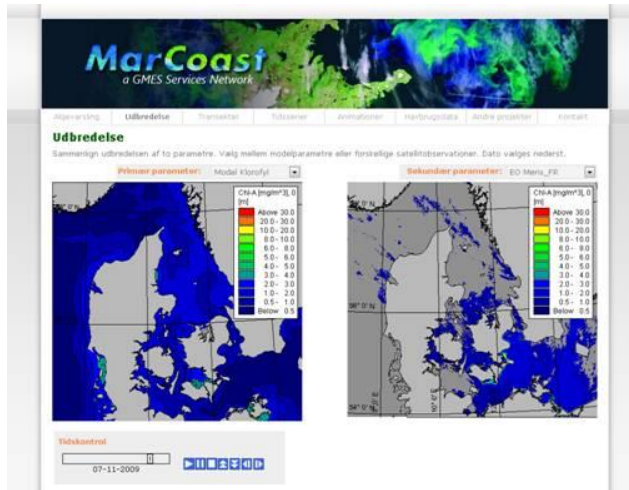 MarCoast
a GMES Services Network
Algevarsling Udbredelse Transekter Tidsserier Animationer Havbrugsdata Andre projekter Kontakt
Udbredelse
Sammenlign udbredelsen af to parametre. Vælg mellem modelparametre eller forskellige satellitobservationer. Dato vælges nederst.
Primær parameter: Model Klorofyl
Sekundær parameter: EO Meris_FR
Chl-A [mg/m^3], 0
[m]
Above 30.0
20.0 - 30.0
10.0 - 20.0
8.0 - 10.0
6.0 - 8.0
5.0 - 6.0
4.0 - 5.0
3.0 - 4.0
2.0 - 3.0
1.0 - 2.0
0.5 - 1.0
Below 0.5
Chl-A [mg/m^3], 0
[m]
Above 30.0
20.0 - 30.0
10.0 - 20.0
8.0 - 10.0
6.0 - 8.0
5.0 - 6.0
4.0 - 5.0
3.0 - 4.0
2.0 - 3.0
1.0 - 2.0
0.5 - 1.0
Below 0.5
56° 0' N
54° 0' N
10° 0' E
Tidskontrol
07-11-2009